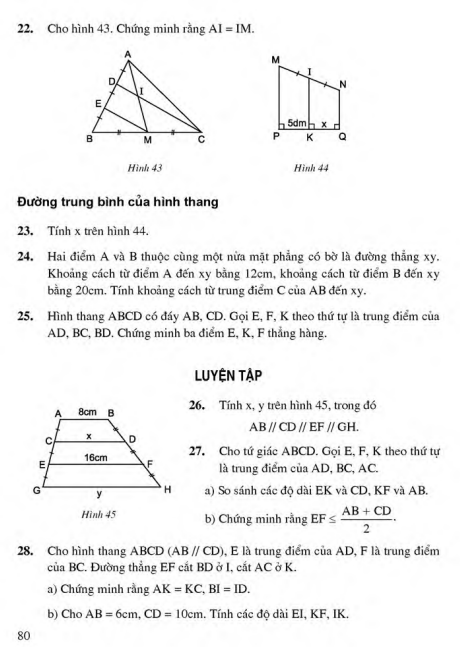 22. Cho hình 43. Chứng minh rằng AI = IM.
A
D
I
E
B
M
C
Hình 43
M
I
N
5dm
x
P
K
Q
Hình 44
Đường trung bình của hình thang
23. Tính x trên hình 44.
24. Hai điểm A và B thuộc cùng một nửa mặt phẳng có bờ là đường thẳng xy.
Khoảng cách từ điểm A đến xy bằng 12cm, khoảng cách từ điểm B đến xy
bằng 20cm. Tính khoảng cách từ trung điểm C của AB đến xy.
25. Hình thang ABCD có đáy AB, CD. Gọi E, F, K theo thứ tự là trung điểm của
AD, BC, BD. Chứng minh ba điểm E, K, F thẳng hàng.
LUYỆN TẬP
A 8cm B
C x D
E 16cm F
G y H
Hình 45
26. Tính x, y trên hình 45, trong đó
AB // CD // EF // GH.
27. Cho tứ giác ABCD. Gọi E, F, K theo thứ tự
là trung điểm của AD, BC, AC.
a) So sánh các độ dài EK và CD, KF và AB.
b) Chứng minh rằng EF ≤ (AB + CD)/2.
28. Cho hình thang ABCD (AB // CD), E là trung điểm của AD, F là trung điểm
của BC. Đường thẳng EF cắt BD ở I, cắt AC ở K.
a) Chứng minh rằng AK = KC, BI = ID.
b) Cho AB = 6cm, CD = 10cm. Tính các độ dài EI, KF, IK.
80